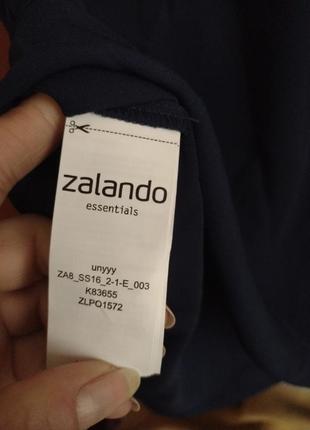 zalando
essentials
unyyy
ZA8_SS16_2-1-E_003
K83655
ZLPQ1572